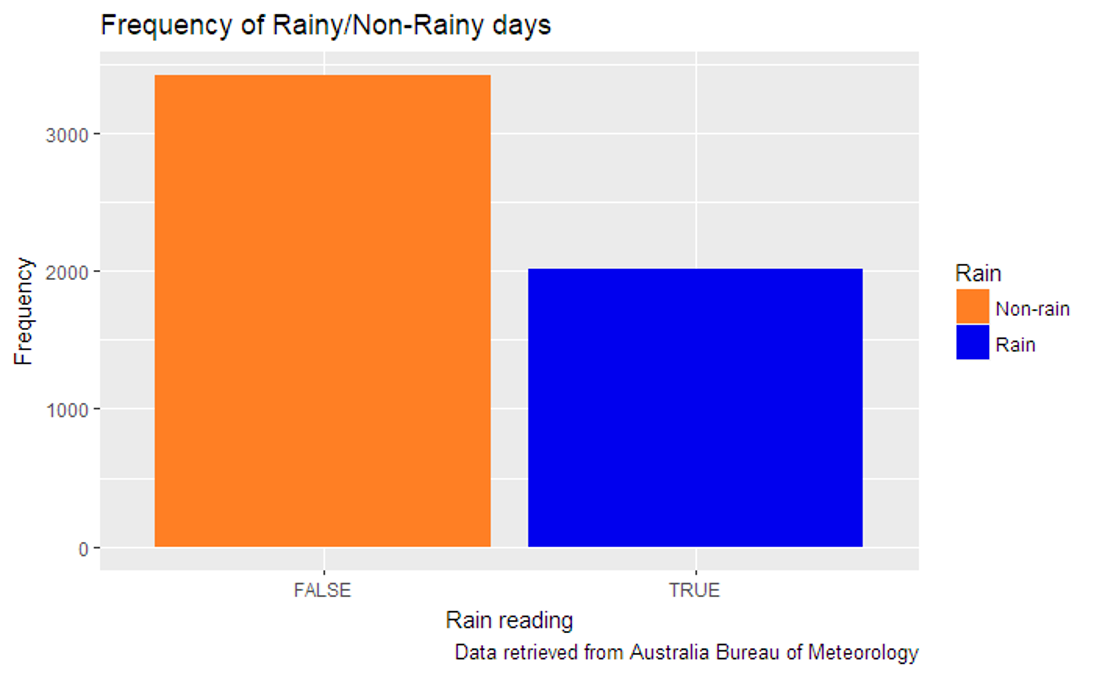 Frequency of Rainy/Non-Rainy days
Frequency
3000
2000
1000
0
FALSE
TRUE
Rain reading
Data retrieved from Australia Bureau of Meteorology
Rain
Non-rain
Rain